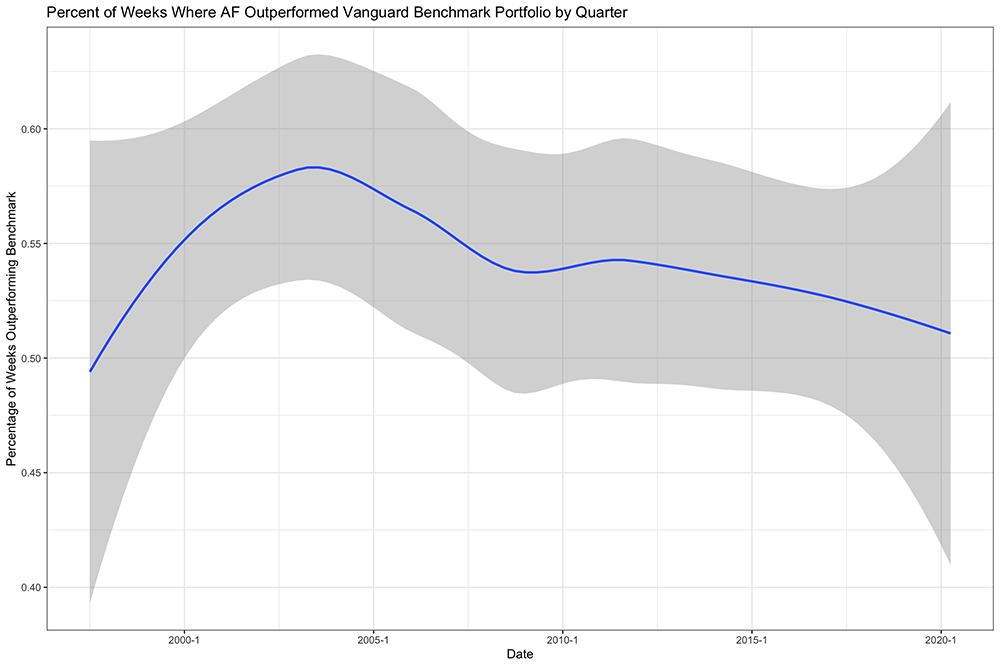 Percent of Weeks Where AF Outperformed Vanguard Benchmark Portfolio by Quarter
Percentage of Weeks Outperforming Benchmark
0.60
0.55
0.50
0.45
0.40
2000-1 2005-1 2010-1 2015-1 2020-1
Date